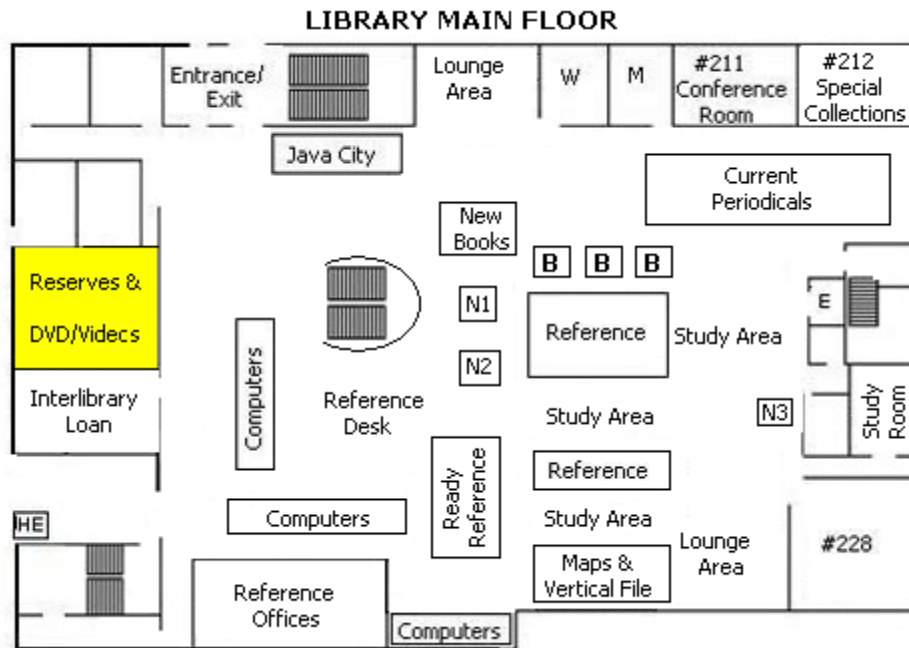 LIBRARY MAIN FLOOR
Entrance/
Exit
Lounge
Area
W
M
#211
Conference
Room
#212
Special
Collections
Java City
Current
Periodicals
New
Books
B
B
B
Reserves &
DVD/Videcs
N1
E
Reference
Study Area
Computers
N2
Interlibrary
Loan
Reference
Desk
Study Area
N3
Study
Room
Ready
Reference
Reference
HE
Computers
Study Area
Lounge
Area
#228
Maps &
Vertical File
Reference
Offices
Computers